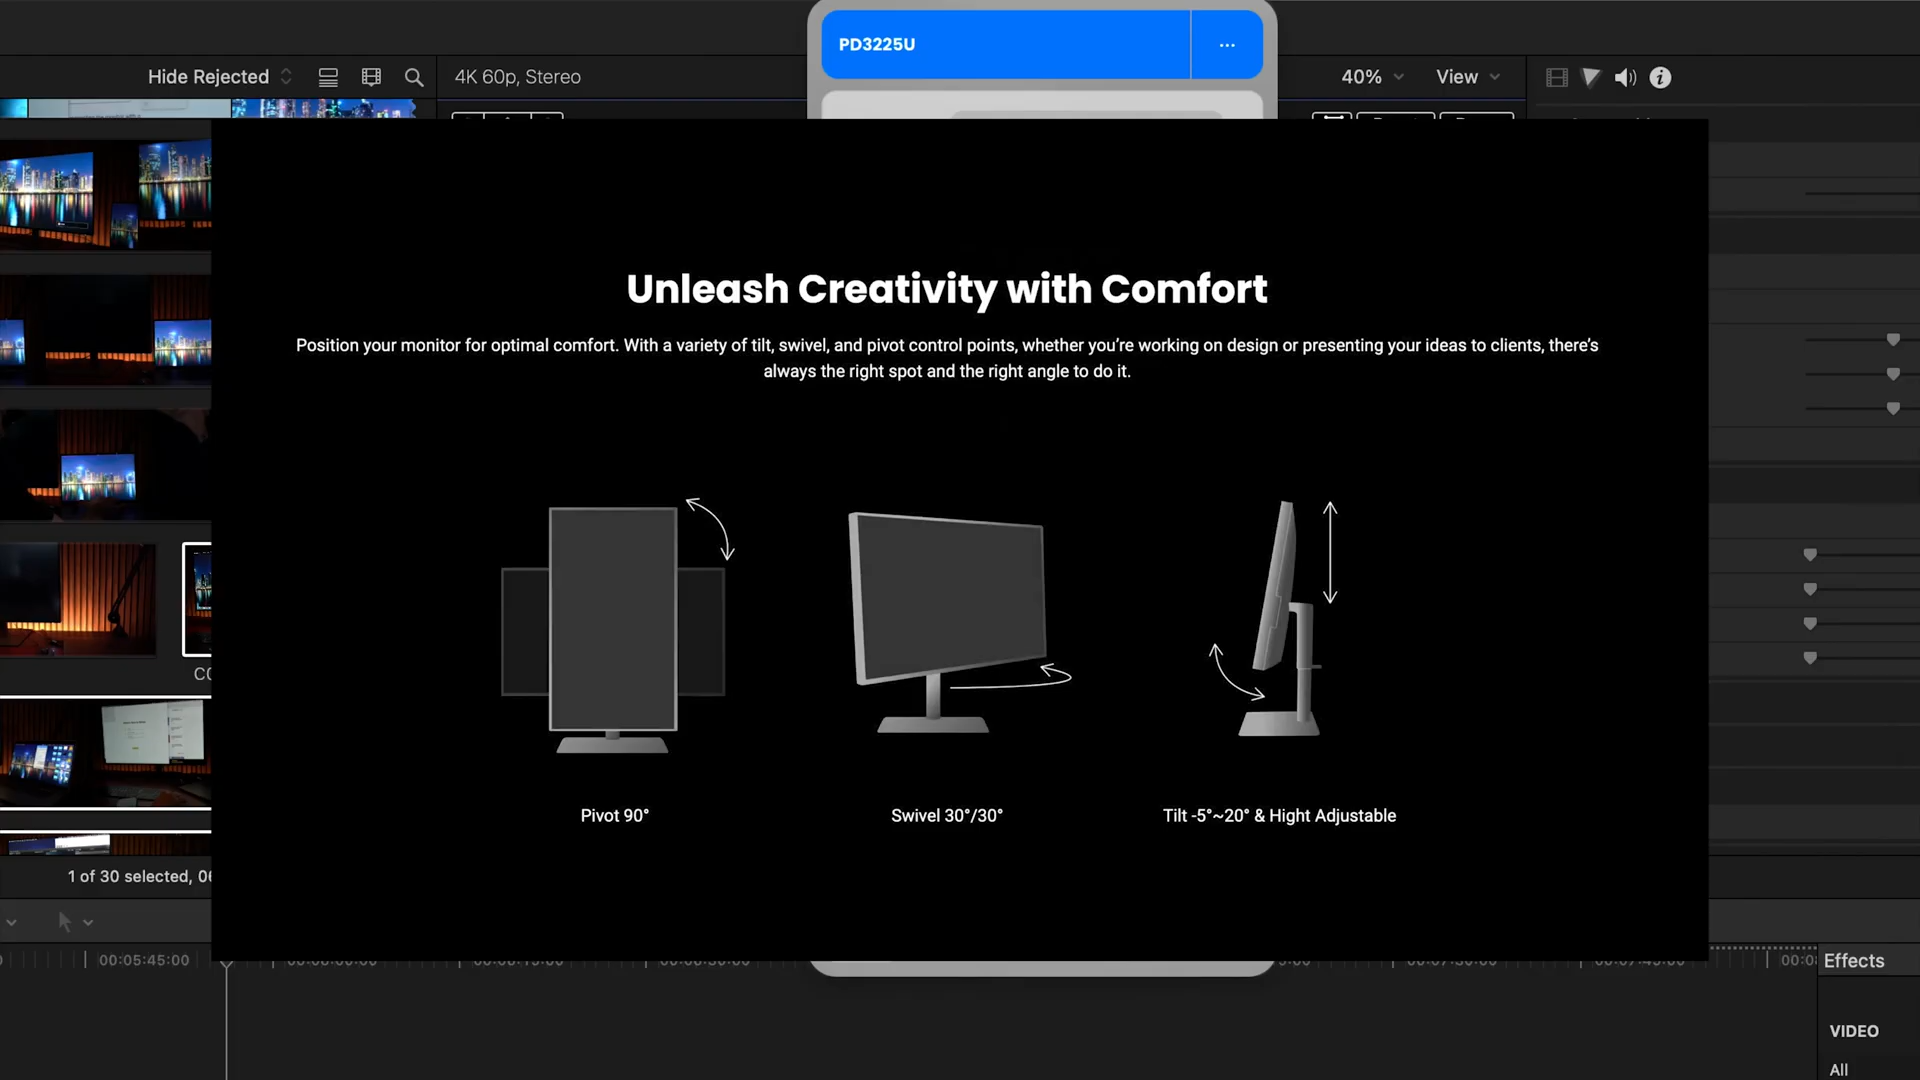 PD3225U
...
Hide Rejected
4K 60p, Stereo
40%
View
Unleash Creativity with Comfort
Position your monitor for optimal comfort. With a variety of tilt, swivel, and pivot control points, whether you’re working on design or presenting your ideas to clients, there’s
always the right spot and the right angle to do it.
Pivot 90°
Swivel 30°/30°
Tilt -5°~20° & Hight Adjustable
1 of 30 selected, 06
00:05:45:00
Effects
VIDEO
All